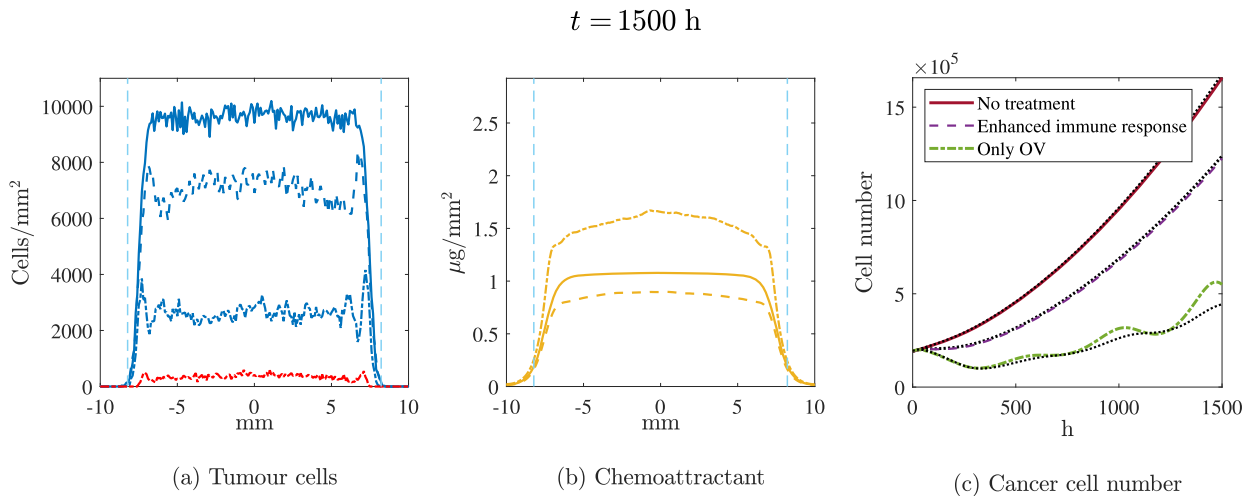 t = 1500 h
Cells/mm²
10000
8000
6000
4000
2000
0
-10 -5 0 5 10
mm
(a) Tumour cells
μg/mm²
2.5
2
1.5
1
0.5
0
-10 -5 0 5 10
mm
(b) Chemoattractant
×10⁵
Cell number
15
10
5
0
No treatment
Enhanced immune response
Only OV
0 500 1000 1500
h
(c) Cancer cell number